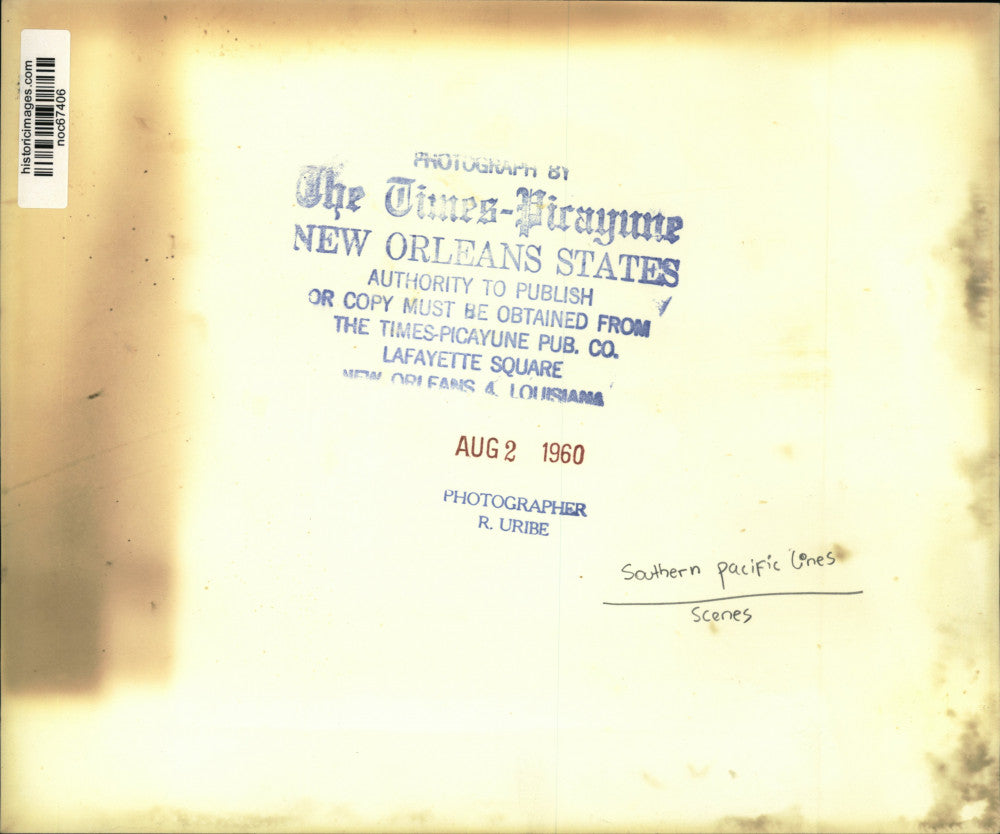 historicimages.com
noc67406
PHOTOGRAPH BY
The Times-Picayune
NEW ORLEANS STATES
AUTHORITY TO PUBLISH
OR COPY MUST BE OBTAINED FROM
THE TIMES-PICAYUNE PUB. CO.
LAFAYETTE SQUARE
NEW ORLEANS 4, LOUISIANA
AUG 2 1960
PHOTOGRAPHER
R. URIBE
Southern pacific Lines
Scenes